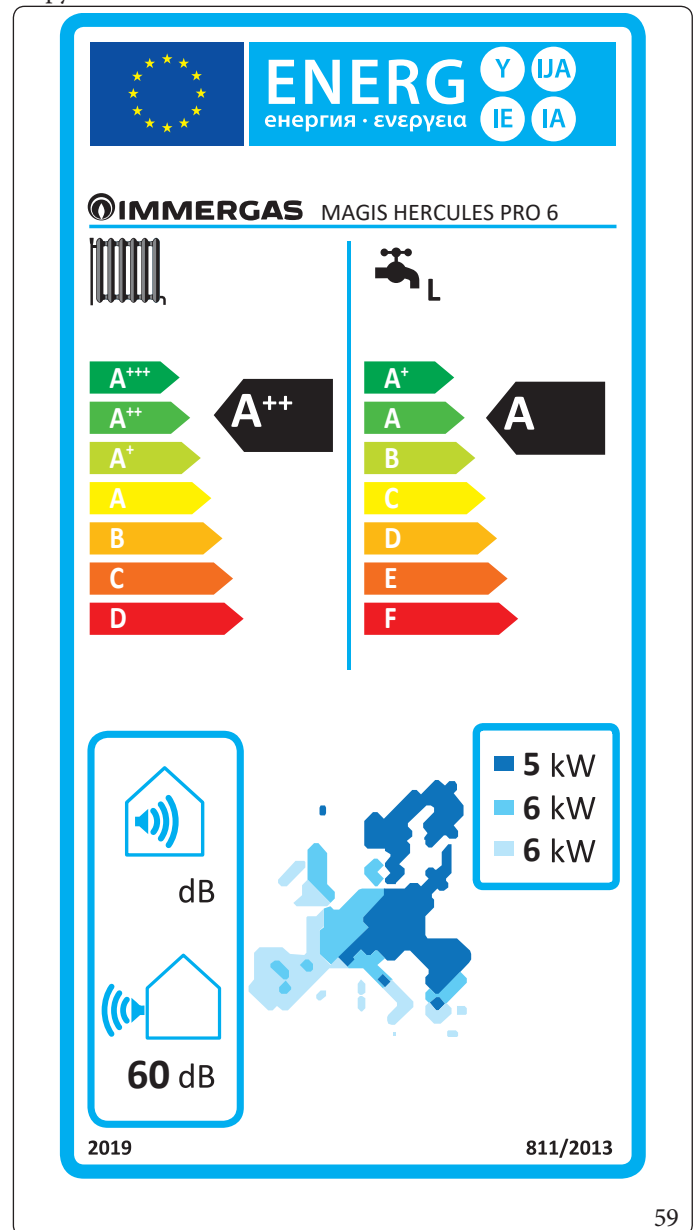 ENERG Y IJA
енергия · ενεργεια IE IA
IMMERGAS MAGIS HERCULES PRO 6
L
A+++
A++
A+
A
B
C
D
A++
A+
A
B
C
D
E
F
A
dB
60 dB
5 kW
6 kW
6 kW
2019
811/2013
59